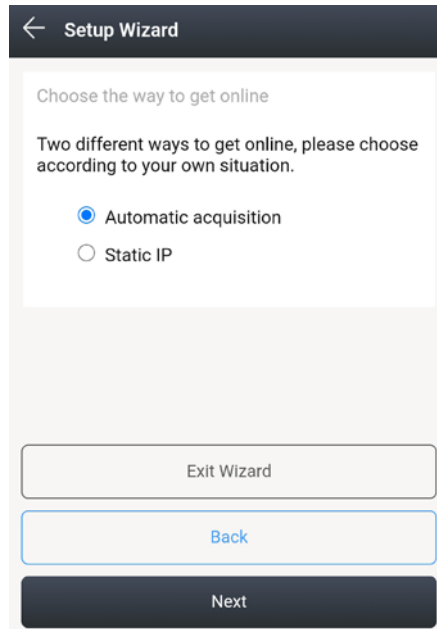 Setup Wizard
Choose the way to get online
Two different ways to get online, please choose
according to your own situation.
Automatic acquisition
Static IP
Exit Wizard
Back
Next